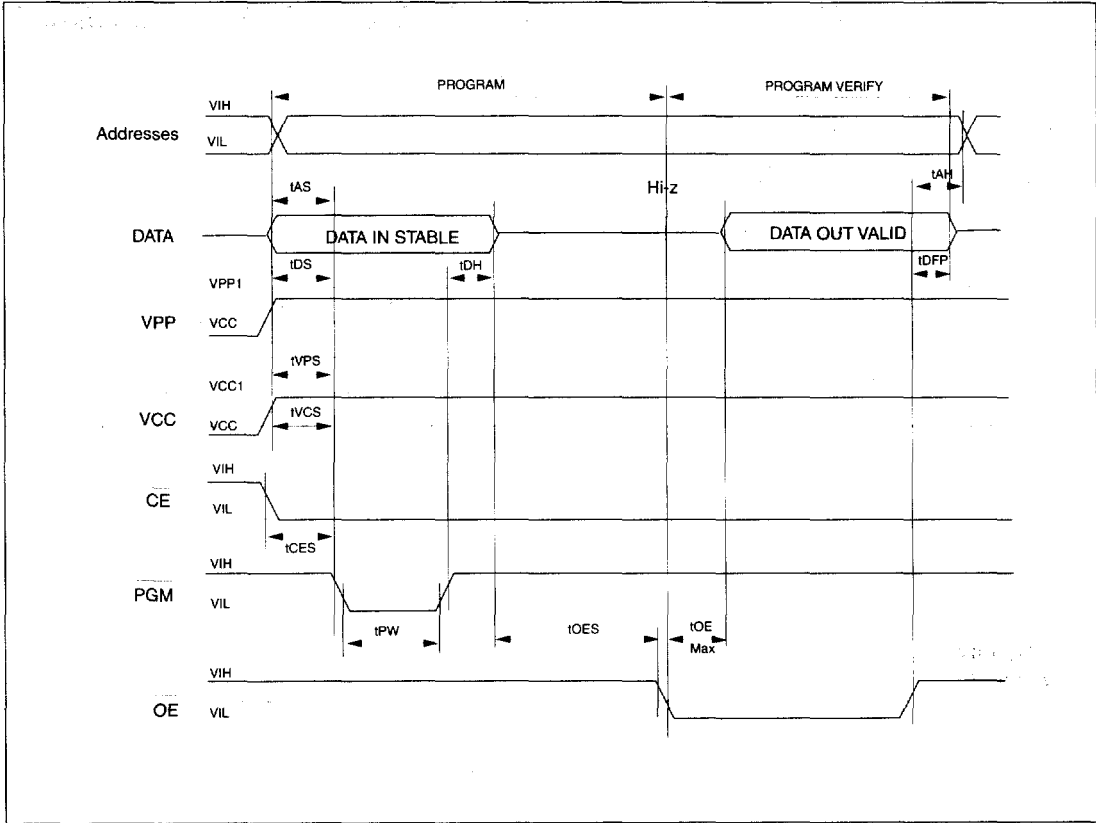 PROGRAM
PROGRAM VERIFY
VIH
Addresses
VIL
tAS
Hi-z
tAH
DATA
DATA IN STABLE
DATA OUT VALID
tDS
tDH
tDFP
VPP1
VPP
VCC
tVPS
VCC1
VCC
tVCS
VCC
VIH
CE
VIL
tCES
VIH
PGM
VIL
tPW
tOES
tOE
Max
VIH
OE
VIL